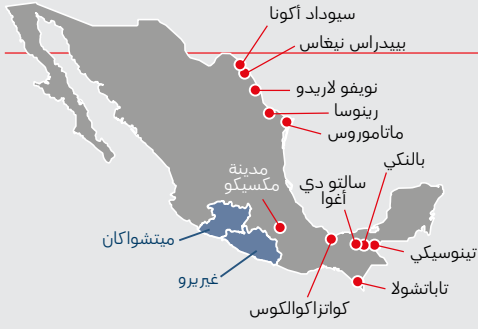 سيوداد أكونا
بييدراس نيغاس
نويفو لاريدو
رينوسا
ماتاموروس
بالنكي
مدينة
مكسيكو
سالتو دي
أغوا
ميتشواكان
تينوسيكي
غيريرو
تاباتشولا
كواتزاكوالكوس